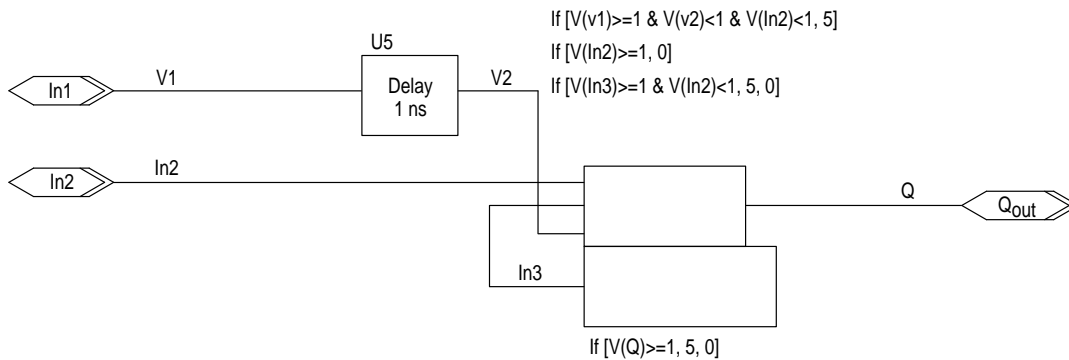 If [V(v1)>=1 & V(v2)<1 & V(In2)<1, 5]
U5
If [V(In2)>=1, 0]
V1
V2
In1
Delay
1 ns
If [V(In3)>=1 & V(In2)<1, 5, 0]
In2
In2
Q
Qout
In3
If [V(Q)>=1, 5, 0]